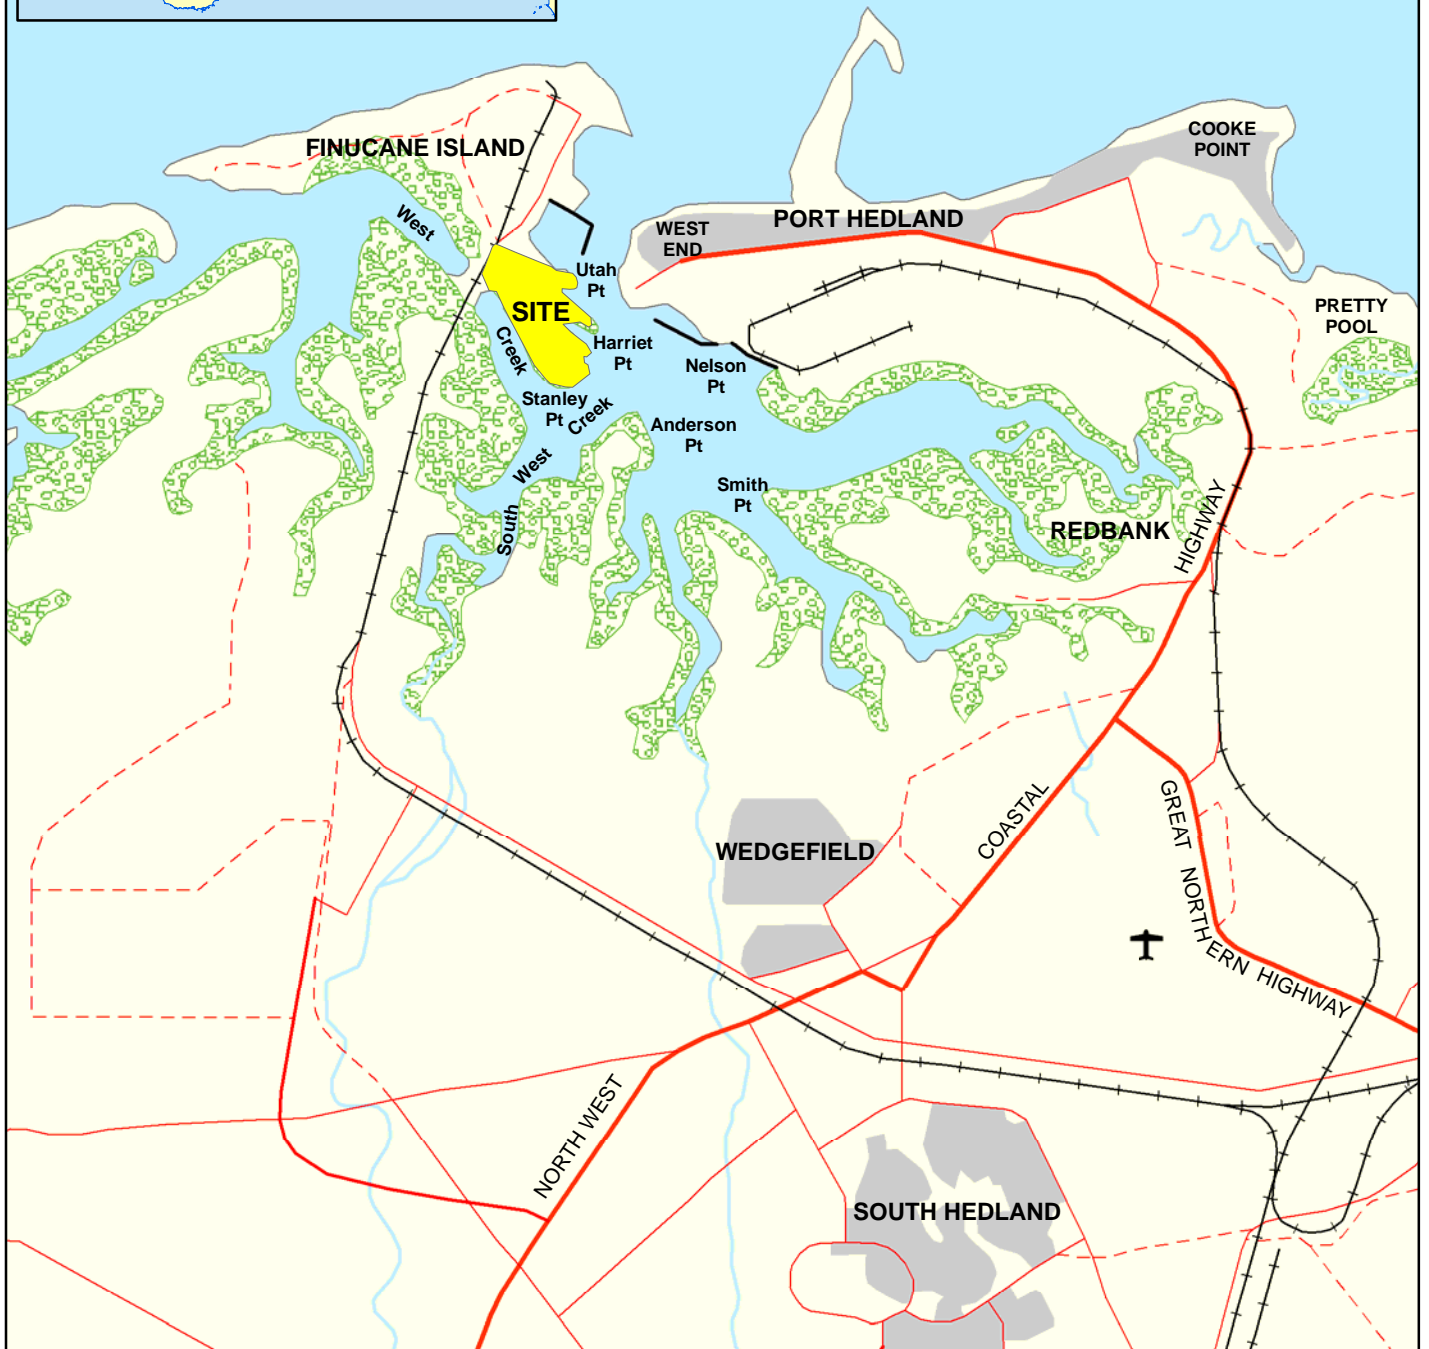 COOKE
POINT
FINUCANE ISLAND
West
PORT HEDLAND
WEST
END
Utah
Pt
SITE
PRETTY
POOL
Creek
Harriet
Pt
Nelson
Pt
Stanley
Pt
Creek
Anderson
Pt
West
Smith
Pt
South
REDBANK
HIGHWAY
COASTAL
GREAT NORTHERN HIGHWAY
WEDGEFIELD
NORTH WEST
SOUTH HEDLAND